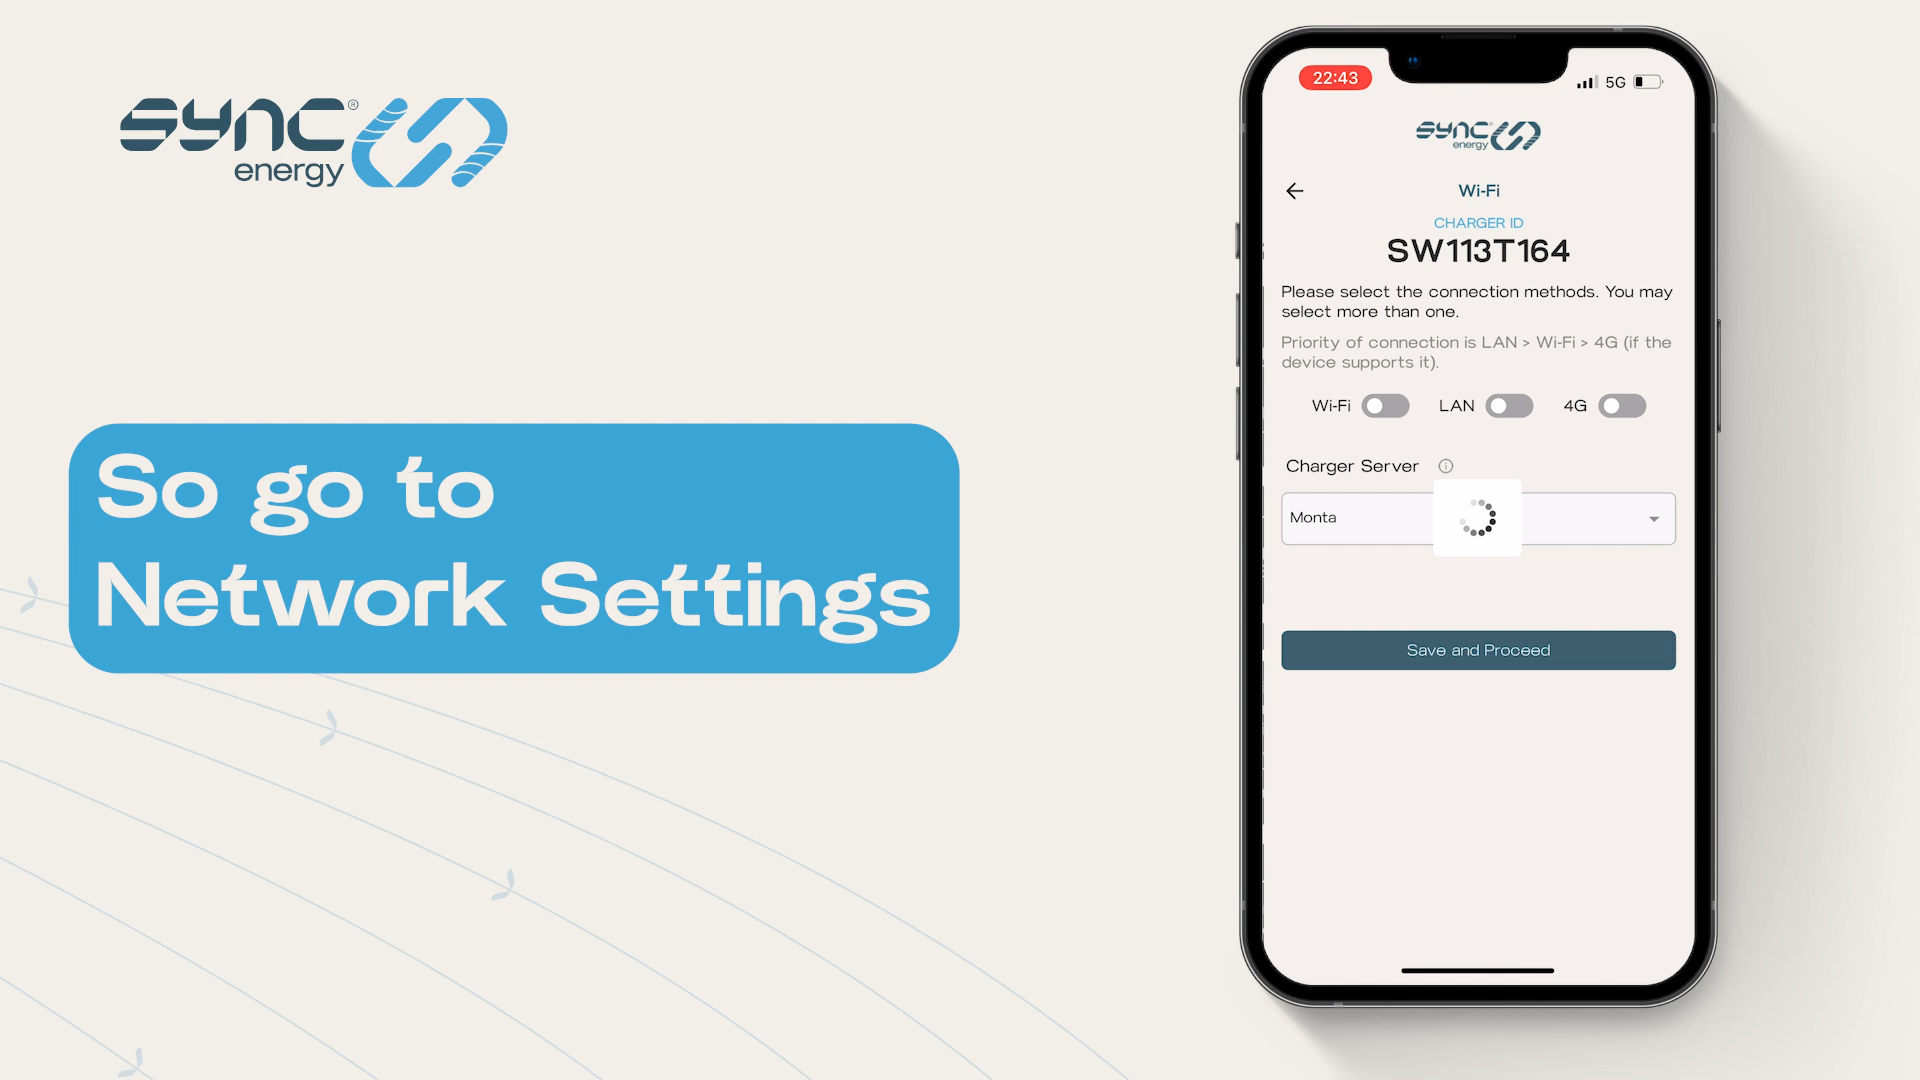 sync®
energy
So go to
Network Settings
22:43
5G
sync®
energy
Wi-Fi
CHARGER ID
SW113T164
Please select the connection methods. You may
select more than one.
Priority of connection is LAN > Wi-Fi > 4G (if the
device supports it).
Wi-Fi LAN 4G
Charger Server
Monta
Save and Proceed